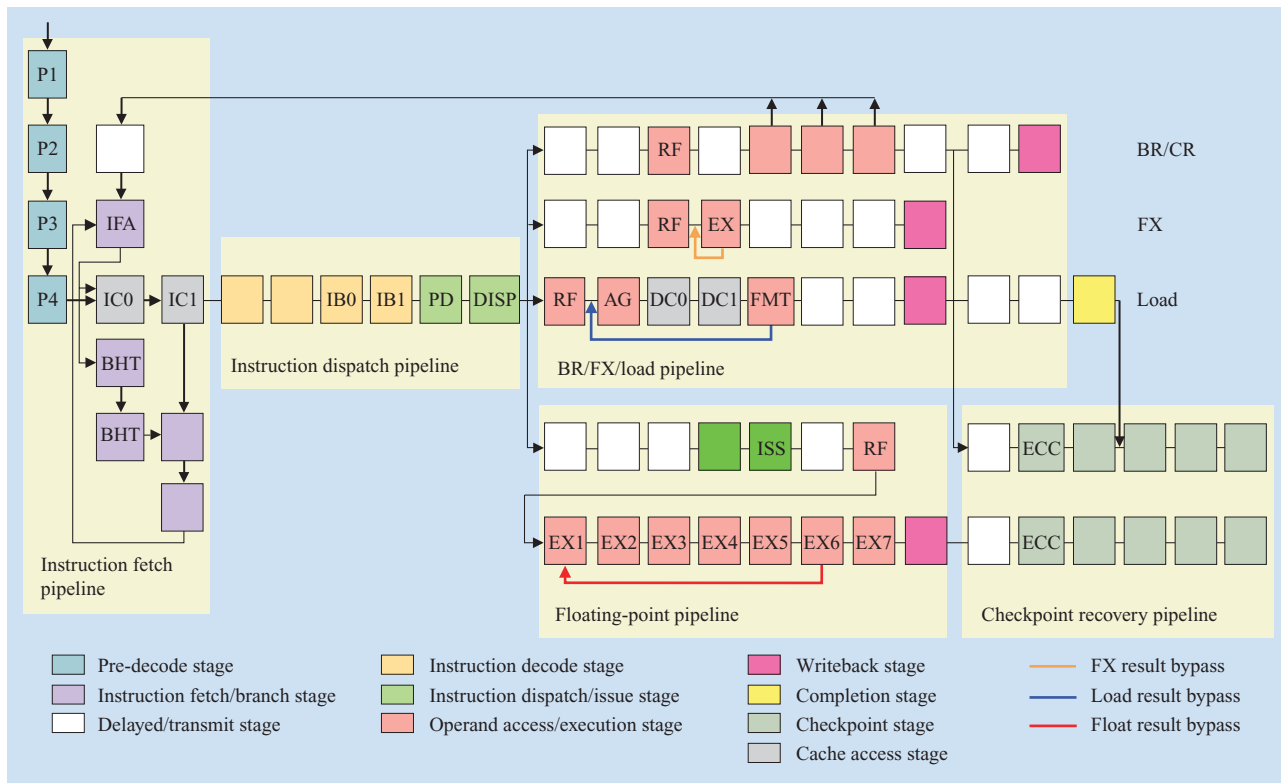 P1
P2
RF
BR/CR
P3
IFA
RF
EX
FX
P4
IC0
IC1
IB0
IB1
PD
DISP
RF
AG
DC0
DC1
FMT
Load
BHT
Instruction dispatch pipeline
BR/FX/load pipeline
BHT
ISS
RF
ECC
EX1
EX2
EX3
EX4
EX5
EX6
EX7
ECC
Instruction fetch
pipeline
Floating-point pipeline
Checkpoint recovery pipeline
Pre-decode stage
Instruction fetch/branch stage
Delayed/transmit stage
Instruction decode stage
Instruction dispatch/issue stage
Operand access/execution stage
Writeback stage
Completion stage
Checkpoint stage
Cache access stage
FX result bypass
Load result bypass
Float result bypass